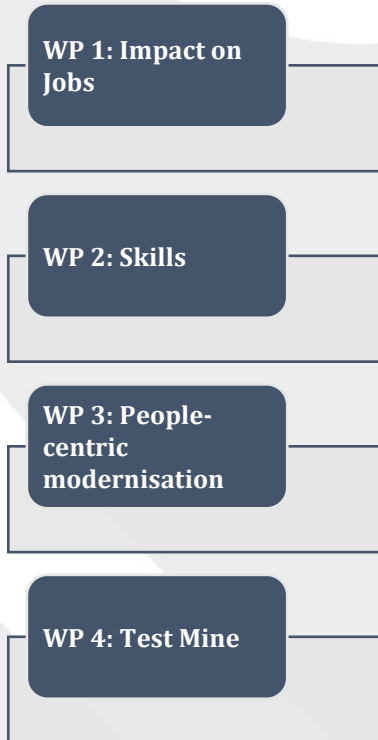 WP 1: Impact on
Jobs
WP 2: Skills
WP 3: People-
centric
modernisation
WP 4: Test Mine